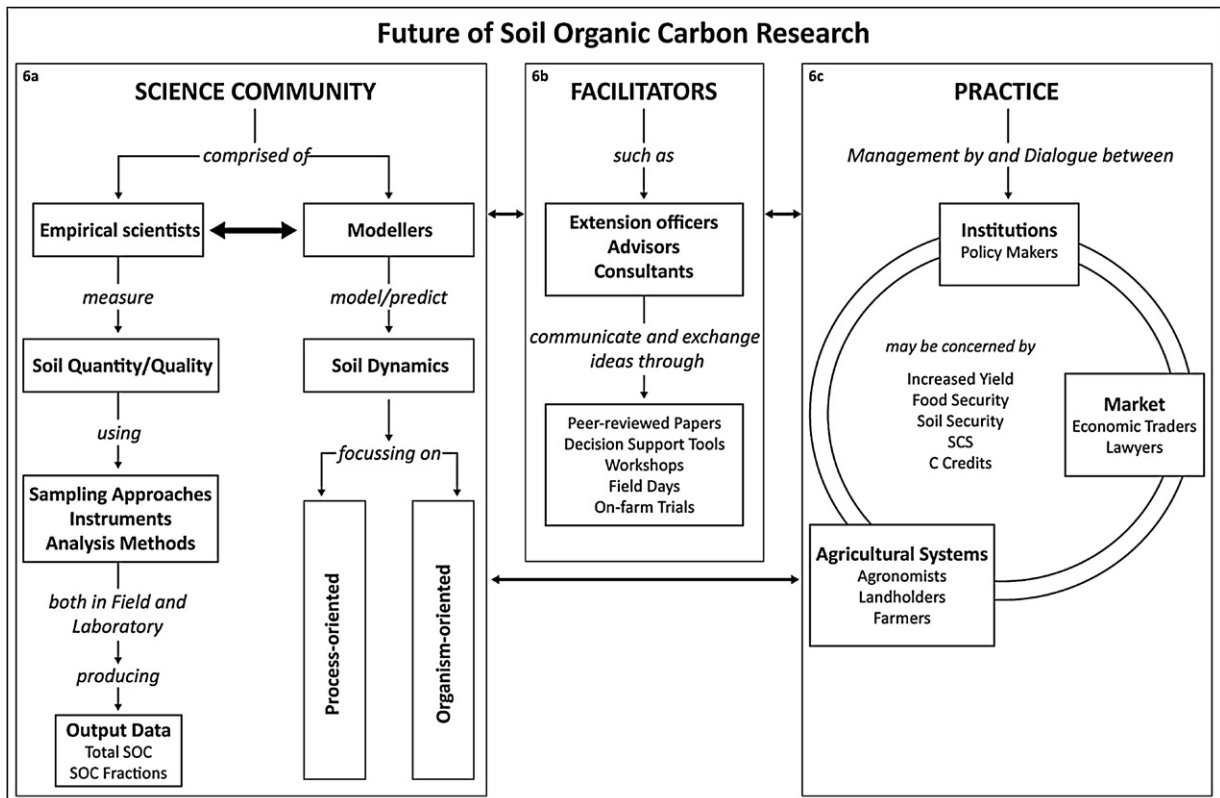 Future of Soil Organic Carbon Research
6a
SCIENCE COMMUNITY
comprised of
Empirical scientists
Modellers
measure
model/predict
Soil Quantity/Quality
Soil Dynamics
using
focussing on
Sampling Approaches
Instruments
Analysis Methods
Process-oriented
Organism-oriented
both in Field and
Laboratory
producing
Output Data
Total SOC
SOC Fractions
6b
FACILITATORS
such as
Extension officers
Advisors
Consultants
communicate and exchange
ideas through
Peer-reviewed Papers
Decision Support Tools
Workshops
Field Days
On-farm Trials
6c
PRACTICE
Management by and Dialogue between
Institutions
Policy Makers
may be concerned by
Increased Yield
Food Security
Soil Security
SCS
C Credits
Market
Economic Traders
Lawyers
Agricultural Systems
Agronomists
Landholders
Farmers